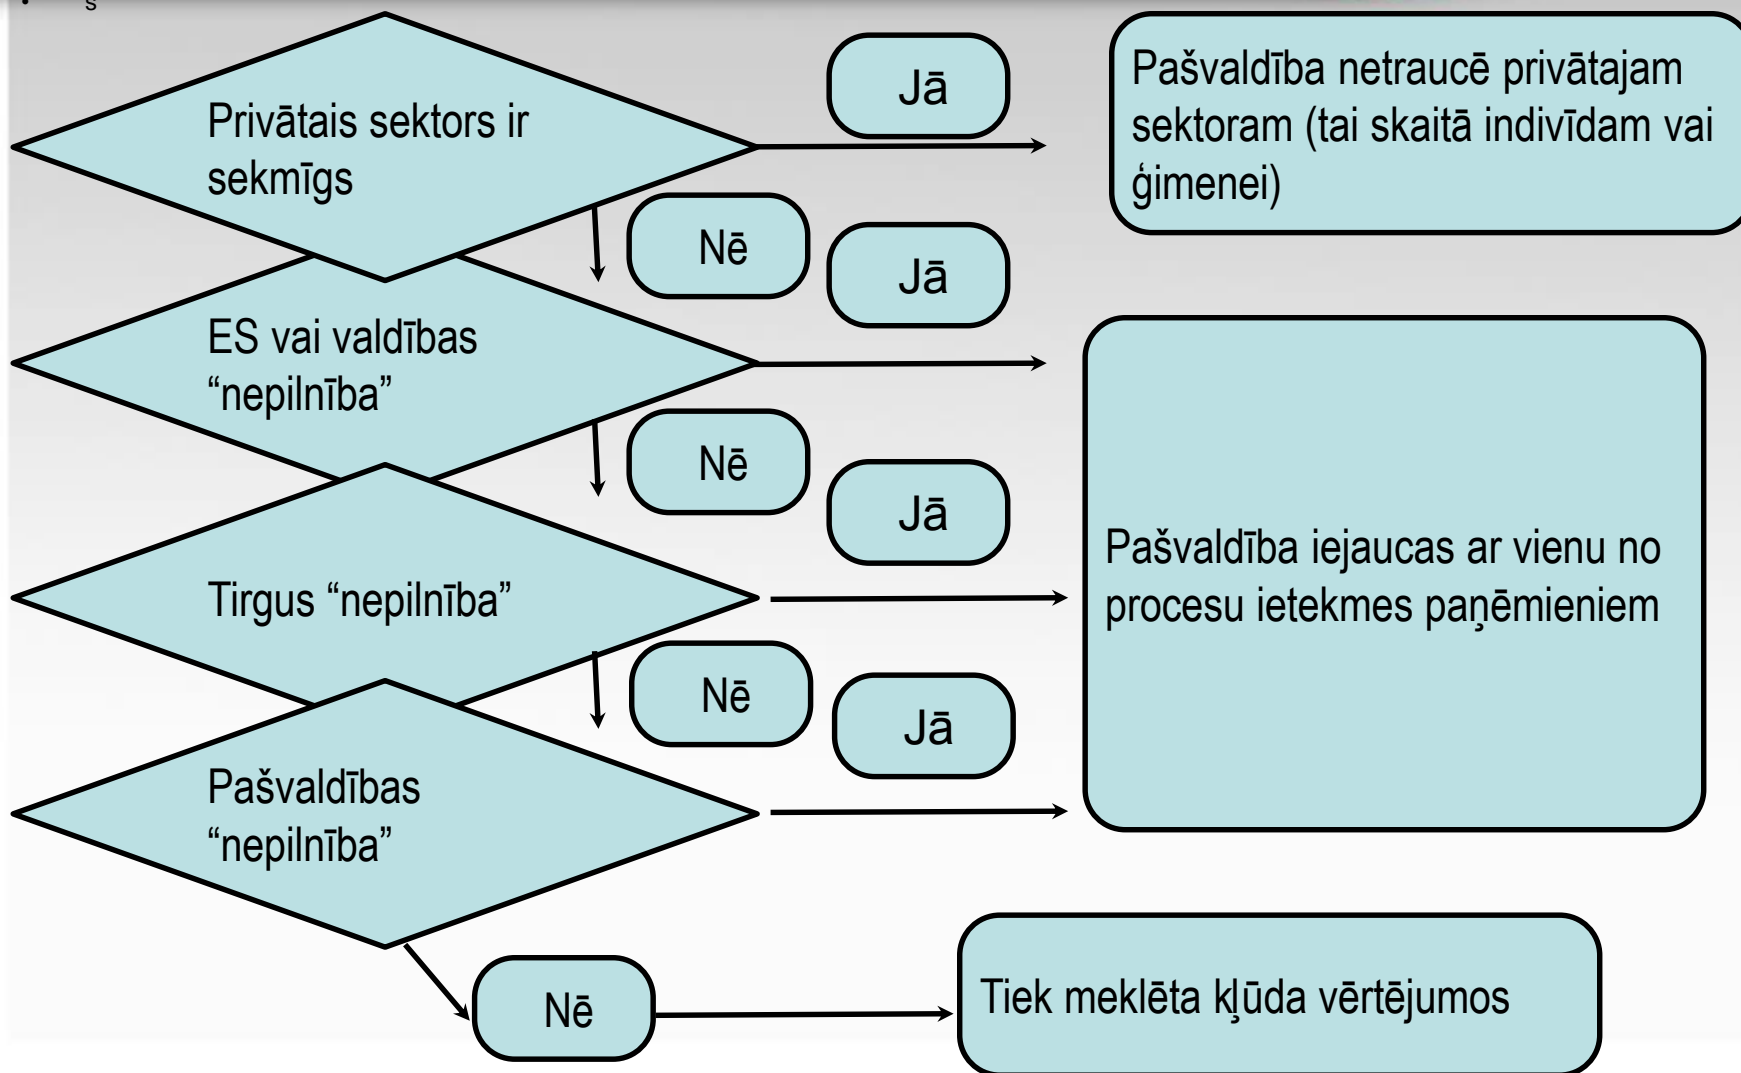 š
Privātais sektors ir
sekmīgs
Jā
Pašvaldība netraucē privātajam
sektoram (tai skaitā indivīdam vai
ģimenei)
Nē
Jā
ES vai valdības
“nepilnība”
Nē
Jā
Tirgus “nepilnība”
Pašvaldība iejaucas ar vienu no
procesu ietekmes paņēmieniem
Nē
Jā
Pašvaldības
“nepilnība”
Nē
Tiek meklēta kļūda vērtējumos